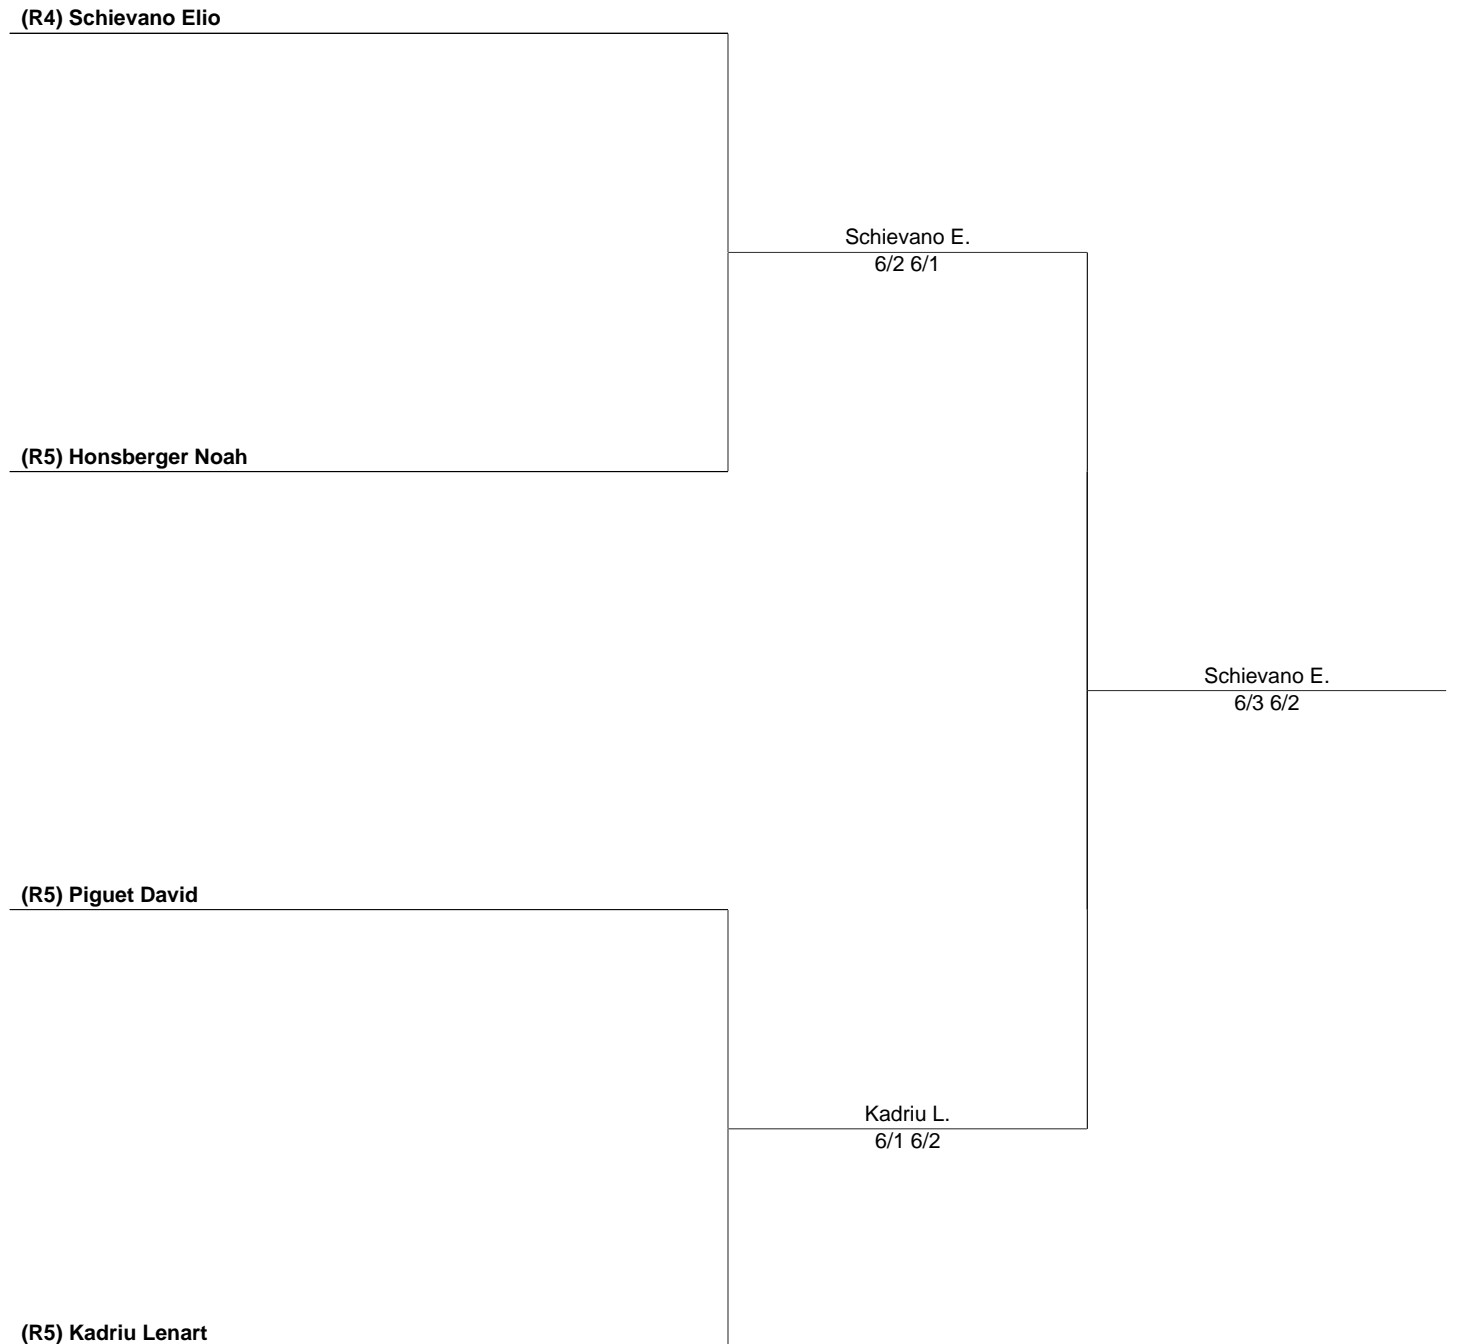 (R4) Schievano Elio
Schievano E.
6/2 6/1
(R5) Honsberger Noah
Schievano E.
6/3 6/2
(R5) Piguet David
Kadriu L.
6/1 6/2
(R5) Kadriu Lenart